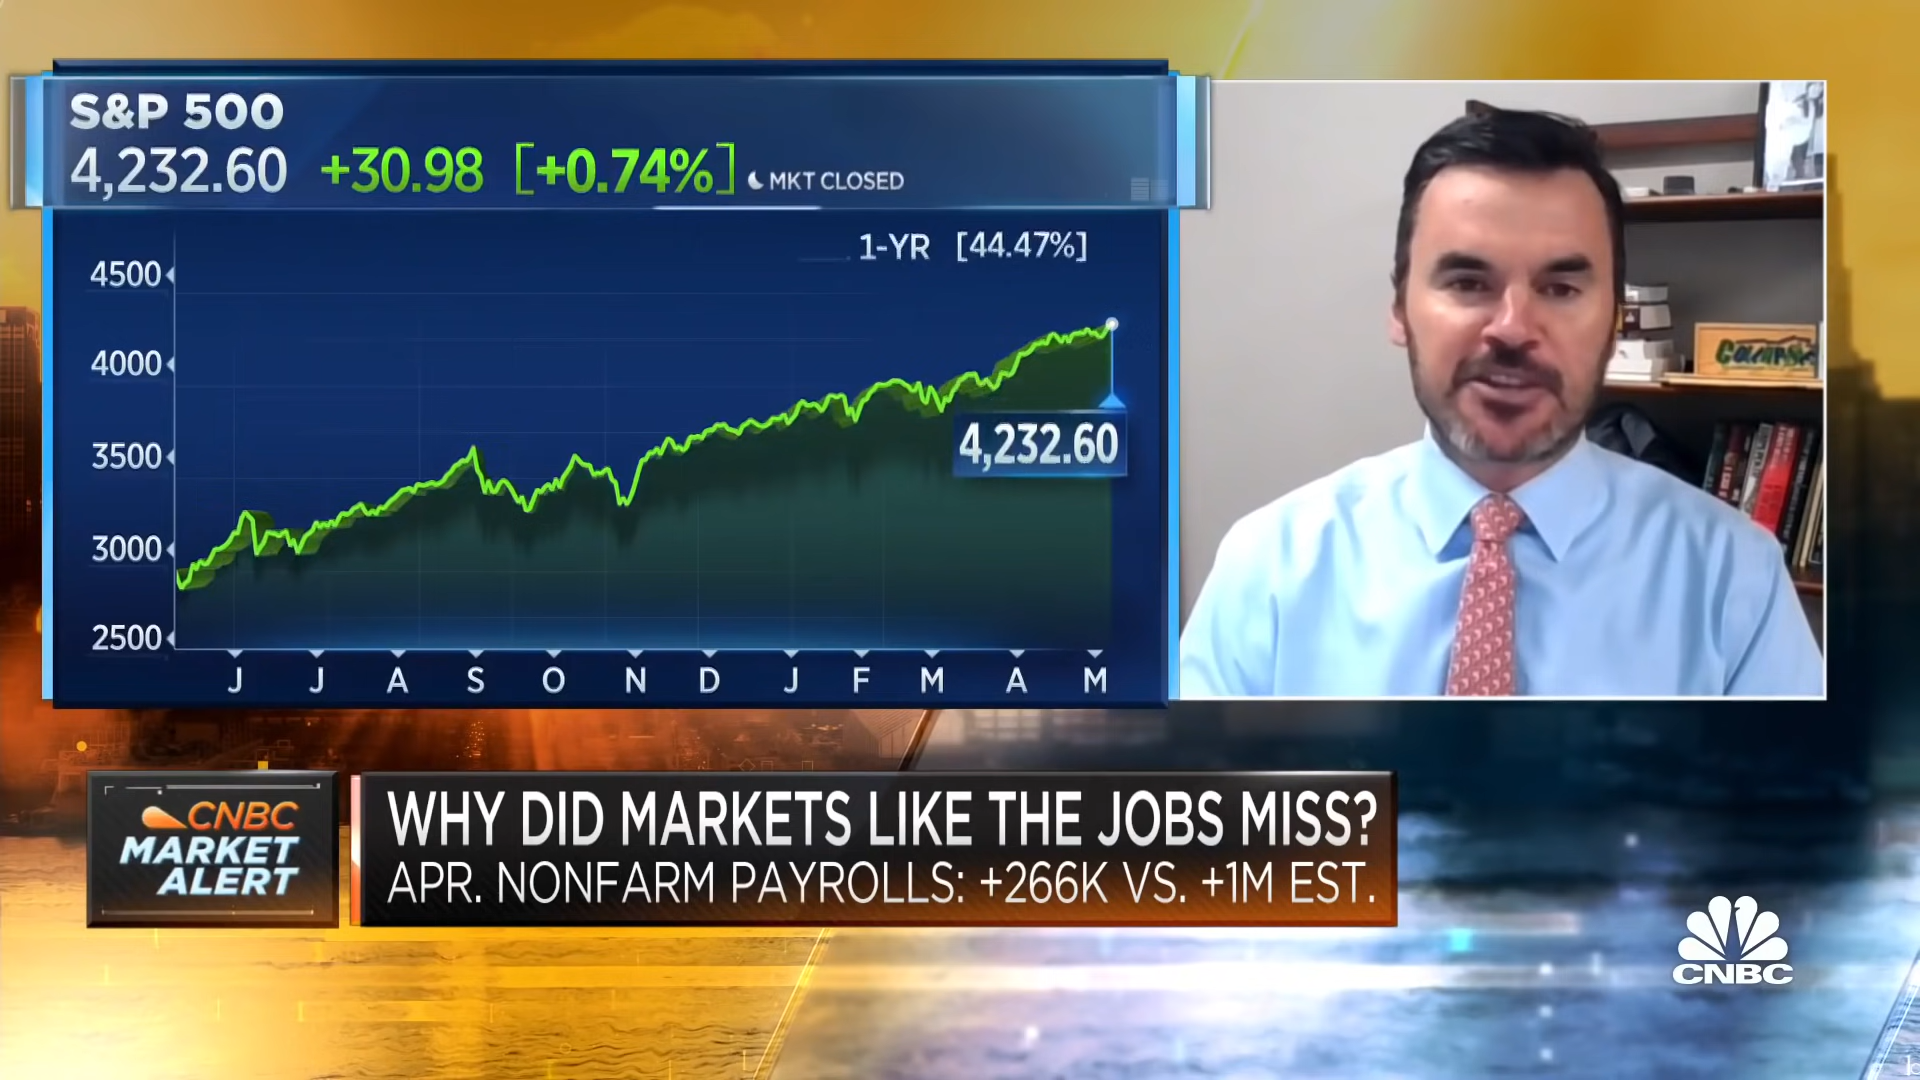 S&P 500
4,232.60 +30.98 [+0.74%] MKT CLOSED
1-YR [44.47%]
4500
4000
3500
3000
2500
4,232.60
J J A S O N D J F M A M
CNBC
MARKET
ALERT
WHY DID MARKETS LIKE THE JOBS MISS?
APR. NONFARM PAYROLLS: +266K VS. +1M EST.
CNBC